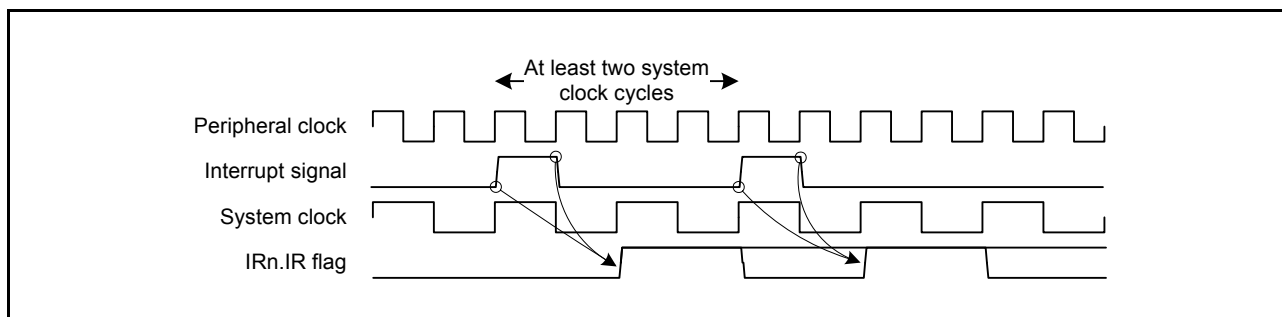 At least two system
clock cycles
Peripheral clock
Interrupt signal
System clock
IRn.IR flag